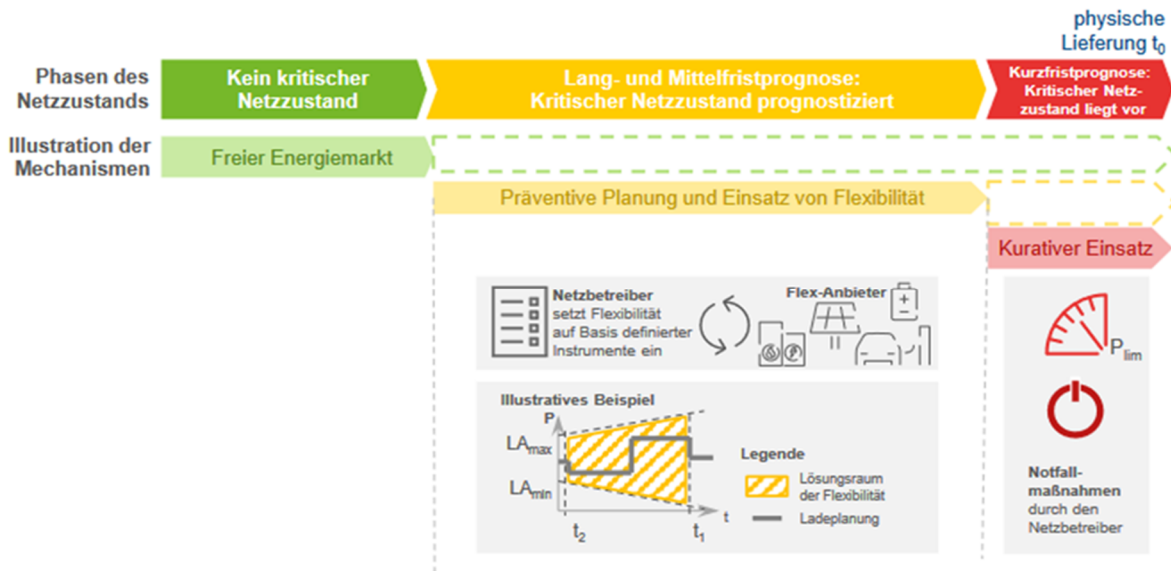 physische
Lieferung t0
Phasen des
Netzzustands
Kein kritischer
Netzzustand
Lang- und Mittelfristprognose:
Kritischer Netzzustand prognostiziert
Kurzfristprognose:
Kritischer Netz-
zustand liegt vor
Illustration der
Mechanismen
Freier Energiemarkt
Präventive Planung und Einsatz von Flexibilität
Kurativer Einsatz
Netzbetreiber
setzt Flexibilität
auf Basis definierter
Instrumente ein
Flex-Anbieter
Plim
Illustratives Beispiel
P
LAmax
LAmin
t2
t1
t
Legende
Lösungsraum
der Flexibilität
Ladeplanung
Notfall-
maßnahmen
durch den
Netzbetreiber